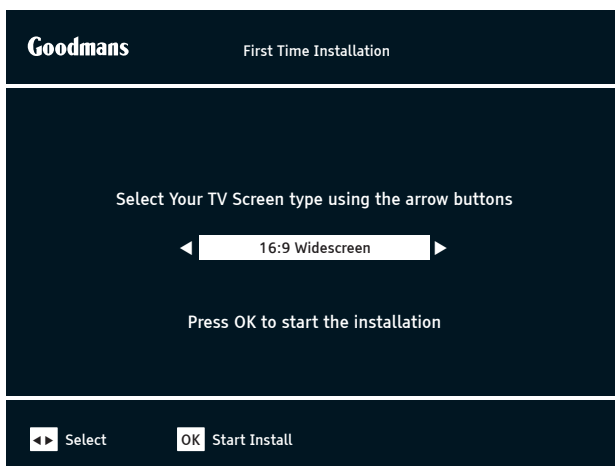 Goodmans
First Time Installation
Select Your TV Screen type using the arrow buttons
16:9 Widescreen
Press OK to start the installation
Select OK Start Install